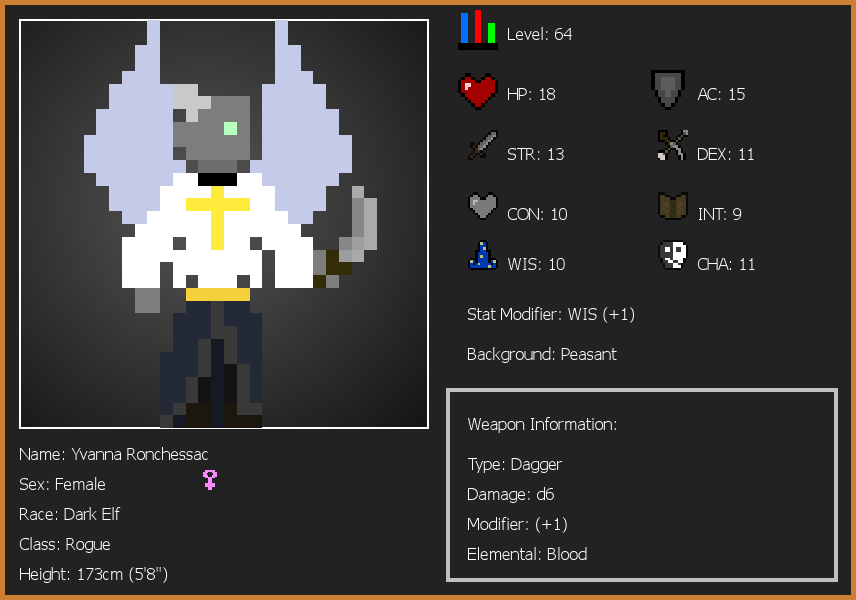 Level: 64
HP: 18
AC: 15
STR: 13
DEX: 11
CON: 10
INT: 9
WIS: 10
CHA: 11
Stat Modifier: WIS (+1)
Background: Peasant
Weapon Information:
Type: Dagger
Damage: d6
Modifier: (+1)
Elemental: Blood
Name: Yvanna Ronchessac
Sex: Female
Race: Dark Elf
Class: Rogue
Height: 173cm (5'8")